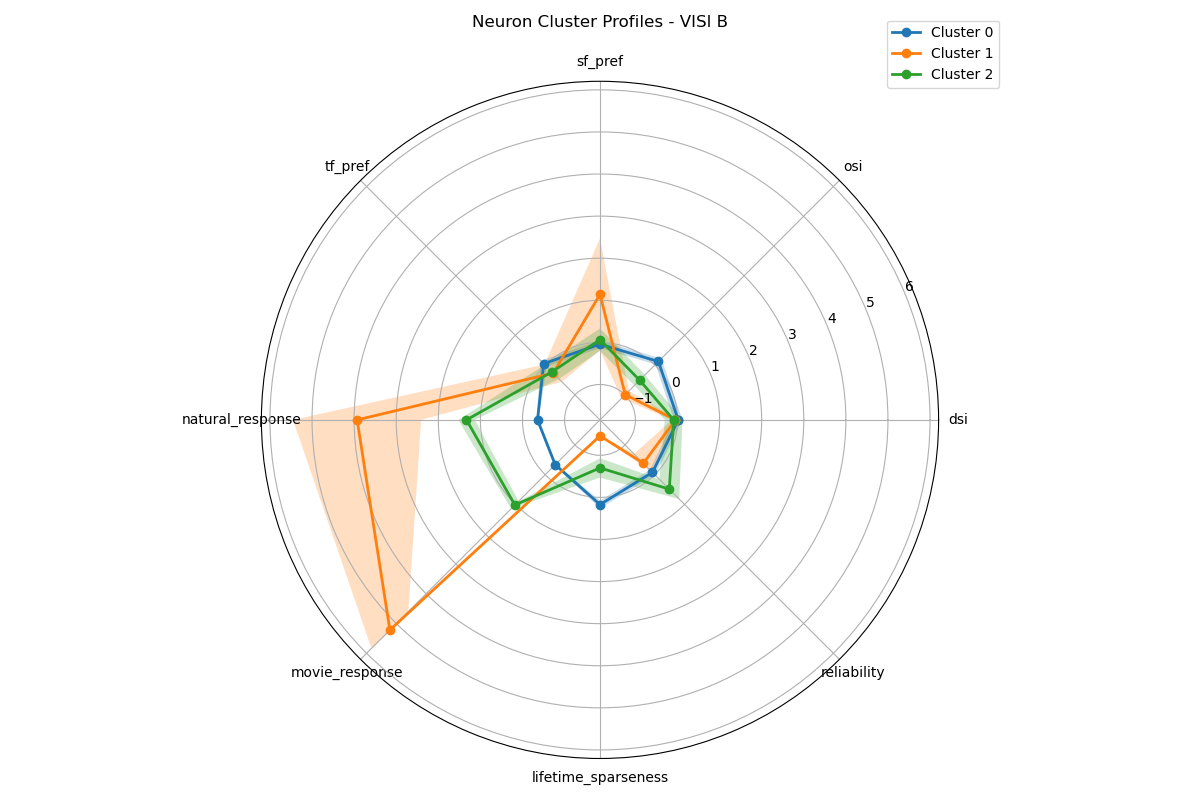 Neuron Cluster Profiles - VISI B
Cluster 0
Cluster 1
Cluster 2
sf_pref
tf_pref
osi
6
5
4
3
2
1
0
−1
natural_response
dsi
movie_response
reliability
lifetime_sparseness